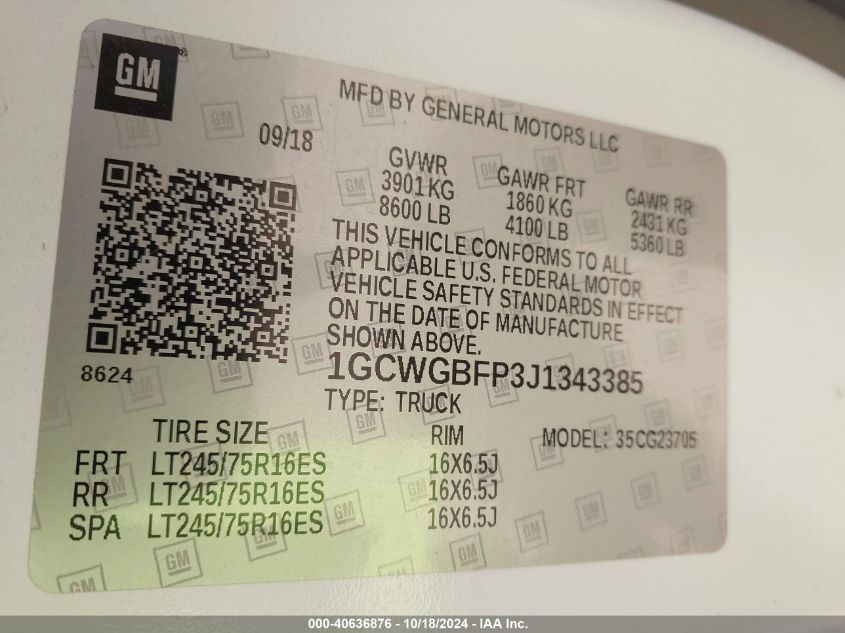 GM
MFD BY GENERAL MOTORS LLC
09/18
GVWR GAWR FRT GAWR RR
3901 KG 1860 KG 2431 KG
8600 LB 4100 LB 5360 LB
THIS VEHICLE CONFORMS TO ALL
APPLICABLE U.S. FEDERAL MOTOR
VEHICLE SAFETY STANDARDS IN EFFECT
ON THE DATE OF MANUFACTURE
SHOWN ABOVE.
8624
1GCWGBFP3J1343385
TYPE: TRUCK
TIRE SIZE RIM MODEL: 35CG23705
FRT LT245/75R16ES 16X6.5J
RR LT245/75R16ES 16X6.5J
SPA LT245/75R16ES 16X6.5J
000-40636876 - 10/18/2024 - IAA Inc.